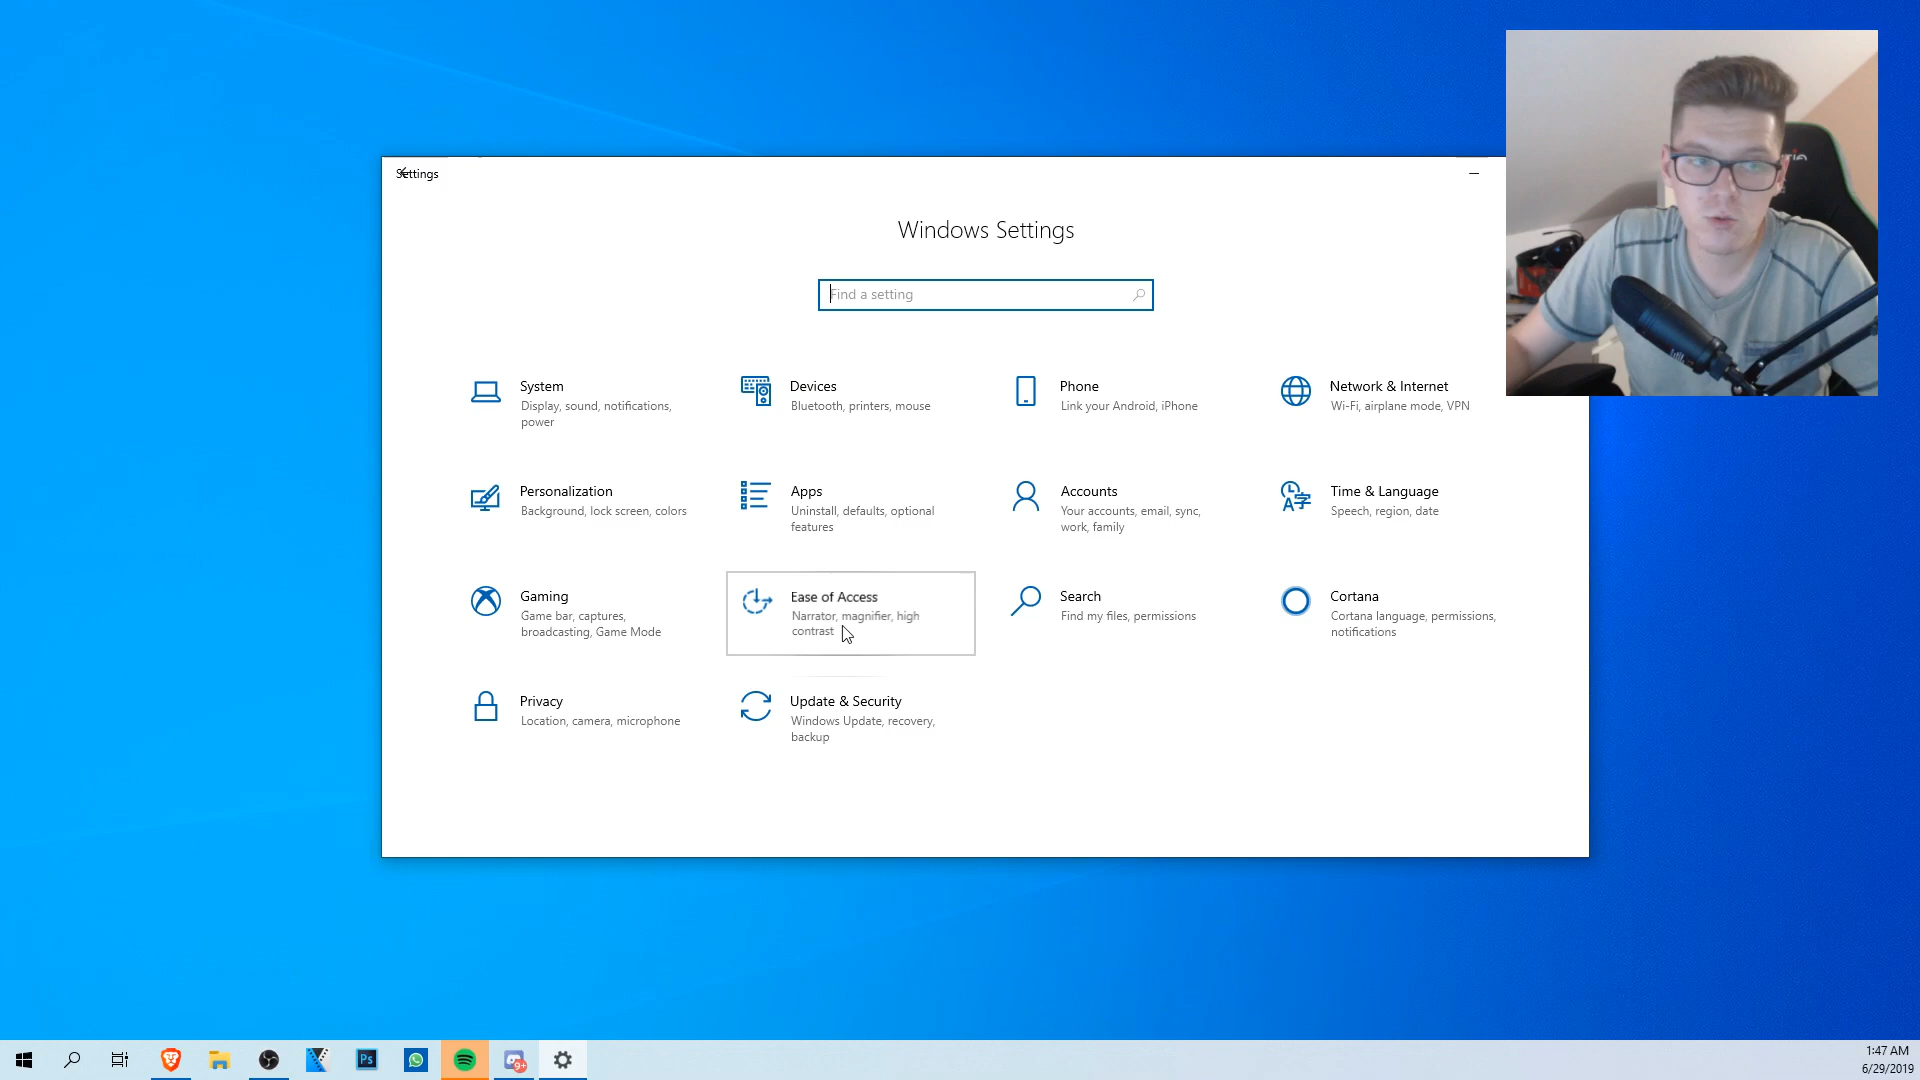 Settings
Windows Settings
Find a setting
System
Display, sound, notifications,
power
Devices
Bluetooth, printers, mouse
Phone
Link your Android, iPhone
Network & Internet
Wi-Fi, airplane mode, VPN
Personalization
Background, lock screen, colors
Apps
Uninstall, defaults, optional
features
Accounts
Your accounts, email, sync,
work, family
Time & Language
Speech, region, date
Gaming
Game bar, captures,
broadcasting, Game Mode
Ease of Access
Narrator, magnifier, high
contrast
Search
Find my files, permissions
Cortana
Cortana language, permissions,
notifications
Privacy
Location, camera, microphone
Update & Security
Windows Update, recovery,
backup
Ps
9+
1:47 AM
6/29/2019